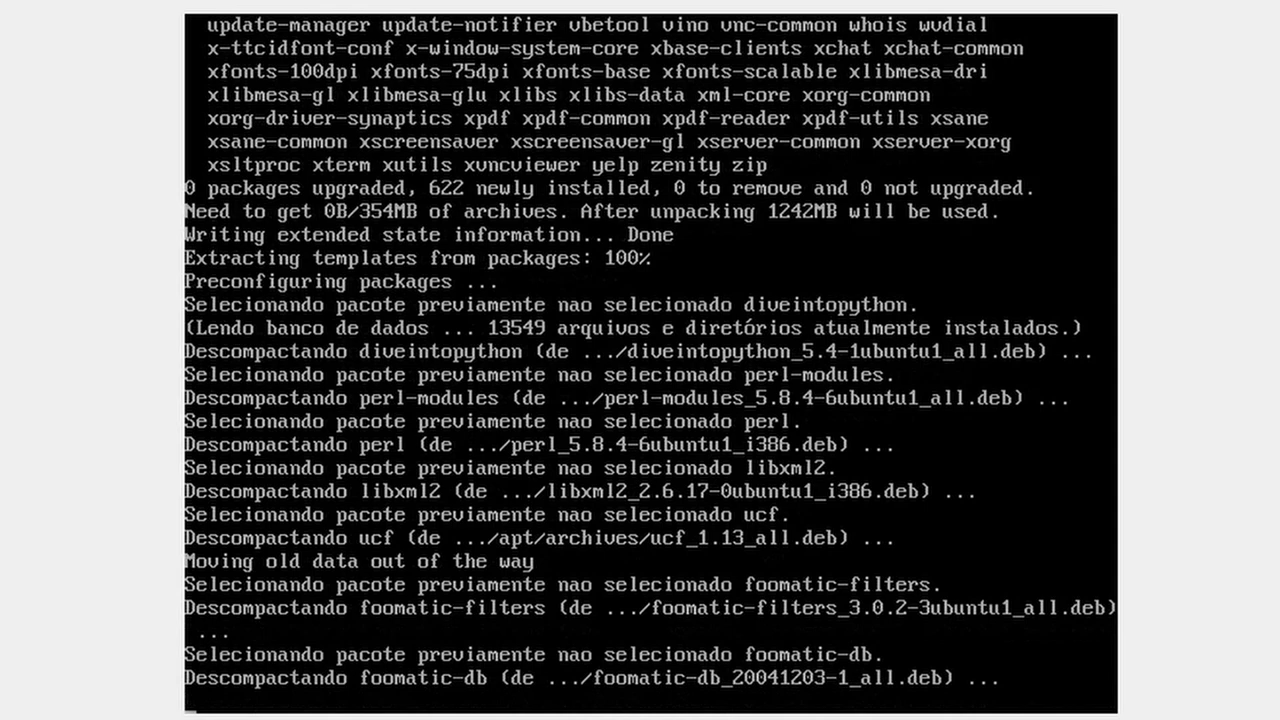 update-manager update-notifier vbetool vino vnc-common whois wvdial
x-ttcidfont-conf x-window-system-core xbase-clients xchat xchat-common
xfonts-100dpi xfonts-75dpi xfonts-base xfonts-scalable xlibmesa-dri
xlibmesa-gl xlibmesa-glu xlibs xlibs-data xml-core xorg-common
xorg-driver-synaptics xpdf xpdf-common xpdf-reader xpdf-utils xsane
xsane-common xscreensaver xscreensaver-gl xserver-common xserver-xorg
xsltproc xterm xutils xvncviewer yelp zenity zip
0 packages upgraded, 622 newly installed, 0 to remove and 0 not upgraded.
Need to get 0B/354MB of archives. After unpacking 1242MB will be used.
Writing extended state information... Done
Extracting templates from packages: 100%
Preconfiguring packages ...
Selecionando pacote previamente nao selecionado diveintopython.
(Lendo banco de dados ... 13549 arquivos e diretórios atualmente instalados.)
Descompactando diveintopython (de .../diveintopython_5.4-1ubuntu1_all.deb) ...
Selecionando pacote previamente nao selecionado perl-modules.
Descompactando perl-modules (de .../perl-modules_5.8.4-6ubuntu1_all.deb) ...
Selecionando pacote previamente nao selecionado perl.
Descompactando perl (de .../perl_5.8.4-6ubuntu1_i386.deb) ...
Selecionando pacote previamente nao selecionado libxml2.
Descompactando libxml2 (de .../libxml2_2.6.17-0ubuntu1_i386.deb) ...
Selecionando pacote previamente nao selecionado ucf.
Descompactando ucf (de .../apt/archives/ucf_1.13_all.deb) ...
Moving old data out of the way
Selecionando pacote previamente nao selecionado foomatic-filters.
Descompactando foomatic-filters (de .../foomatic-filters_3.0.2-3ubuntu1_all.deb)
...
Selecionando pacote previamente nao selecionado foomatic-db.
Descompactando foomatic-db (de .../foomatic-db_20041203-1_all.deb) ...